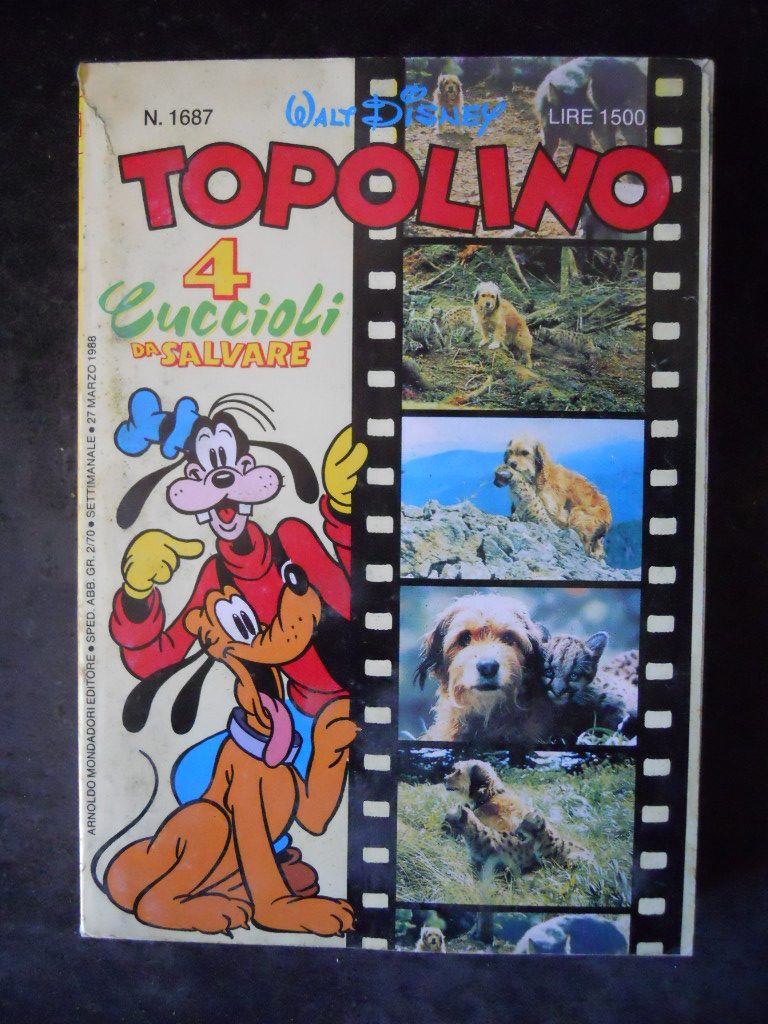 N. 1687
WALT DISNEY
LIRE 1500
TOPOLINO
4
Cuccioli
DA SALVARE
ARNOLDO MONDADORI EDITORE ● SPED. ABB. GR. 2/70 ● SETTIMANALE ● 27 MARZO 1988